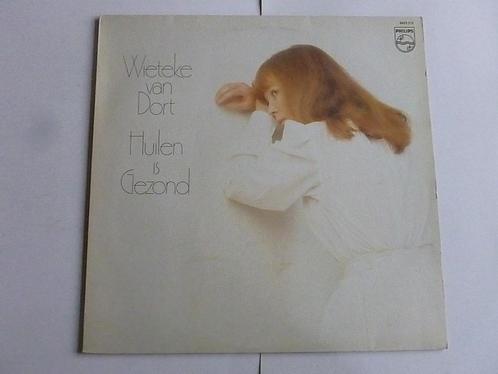 Wieteke
van
Dort
Huilen
is
Gezond
PHILIPS